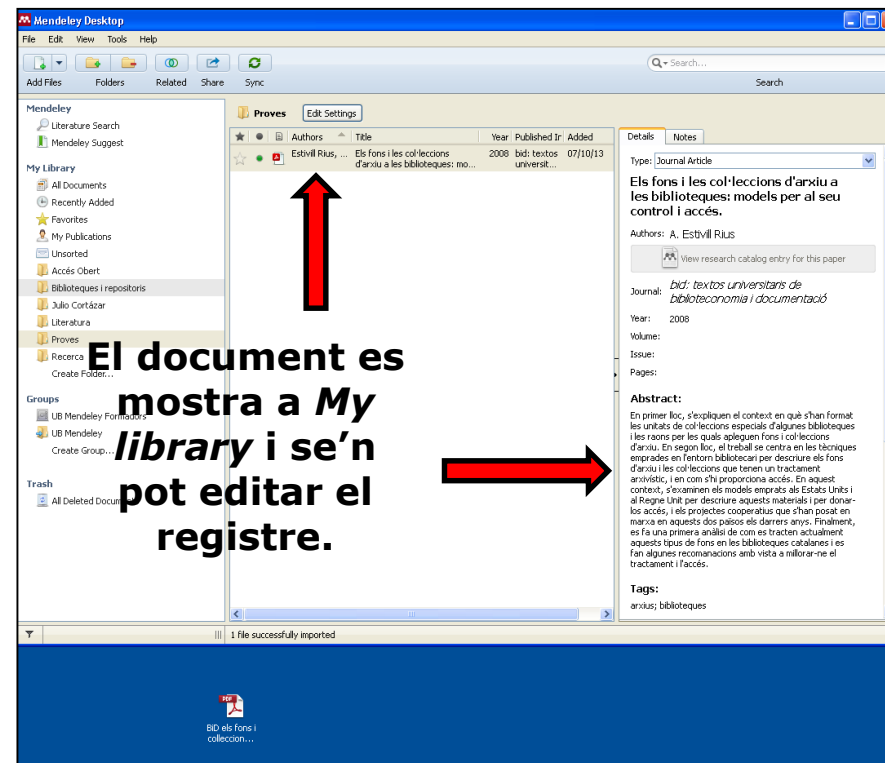 Mendeley Desktop
File Edit View Tools Help
Add Files Folders Related Share Sync
Search...
Search
Mendeley
Literature Search
Mendeley Suggest
My Library
All Documents
Recently Added
Favorites
My Publications
Unsorted
Accés Obert
Biblioteques i repositoris
Julio Cortázar
Literatura
Proves
Recerca
Create Folder...
Groups
UB Mendeley Formadors
UB Mendeley
Create Group...
Trash
All Deleted Document
Proves Edit Settings
Authors Title Year Published In Added
Estivill Rius, ... Els fons i les col·leccions 2008 bid: textos 07/10/13
d'arxiu a les biblioteques: mo... universit...
El document es
mostra a My
library i se'n
pot editar el
registre.
Details Notes
Type: Journal Article
Els fons i les col·leccions d'arxiu a
les biblioteques: models per al seu
control i accés.
Authors: A. Estivill Rius
View research catalog entry for this paper
Journal: bid: textos universitaris de
biblioteconomia i documentació
Year: 2008
Volume:
Issue:
Pages:
Abstract:
En primer lloc, s'expliquen el context en què s'han format
les unitats de col·leccions especials d'algunes biblioteques
i les raons per les quals apleguen fons i col·leccions
d'arxiu. En segon lloc, el treball se centra en les tècniques
emprades en l'entorn bibliotecari per descriure els fons
d'arxiu i les col·leccions que tenen un tractament
arxivístic, i en com s'hi proporciona accés. En aquest
context, s'examinen els models emprats als Estats Units i
al Regne Unit per descriure aquests materials i per donar-
los accés, i els projectes cooperatius que s'han posat en
marxa en aquests dos països els darrers anys. Finalment,
es fa una primera anàlisi de com es tracten actualment
aquests tipus de fons en les biblioteques catalanes i es
fan algunes recomanacions amb vista a millorar-ne el
tractament i l'accés.
Tags:
arxius; biblioteques
1 file successfully imported
PDF
BiD els fons i
colleccion...